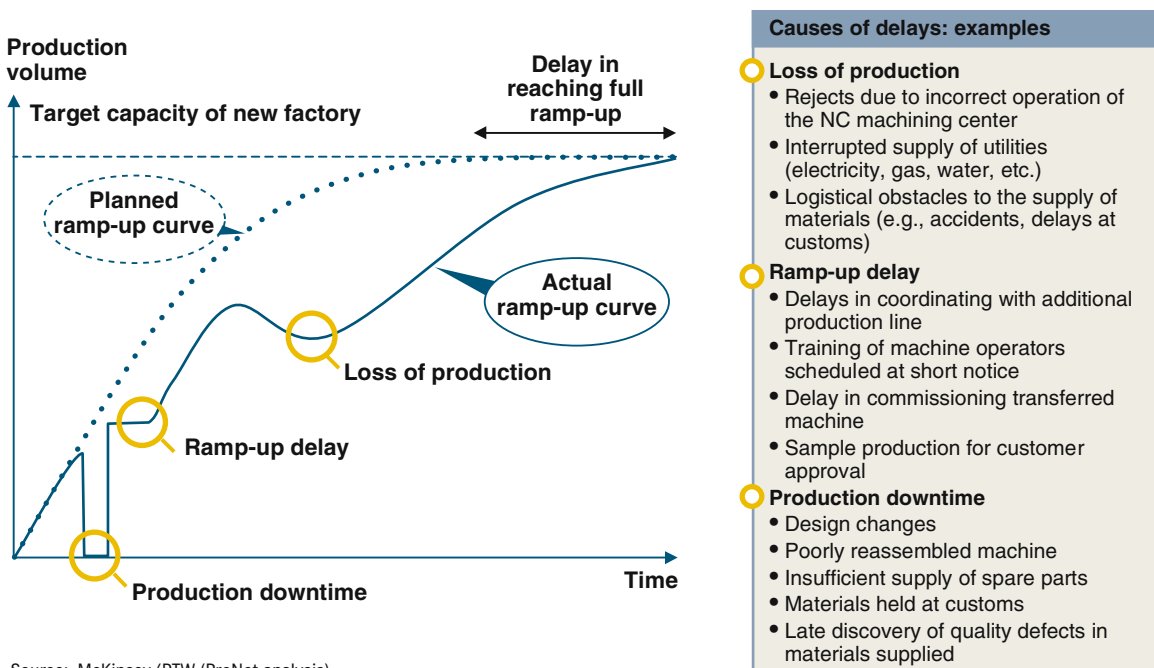 Production
volume
Target capacity of new factory
Delay in
reaching full
ramp-up
Planned
ramp-up curve
Actual
ramp-up curve
Loss of production
Ramp-up delay
Production downtime
Time
Causes of delays: examples
Loss of production
• Rejects due to incorrect operation of
the NC machining center
• Interrupted supply of utilities
(electricity, gas, water, etc.)
• Logistical obstacles to the supply of
materials (e.g., accidents, delays at
customs)
Ramp-up delay
• Delays in coordinating with additional
production line
• Training of machine operators
scheduled at short notice
• Delay in commissioning transferred
machine
• Sample production for customer
approval
Production downtime
• Design changes
• Poorly reassembled machine
• Insufficient supply of spare parts
• Materials held at customs
• Late discovery of quality defects in
materials supplied
Source: McKinsey/PTW (ProNet analysis)